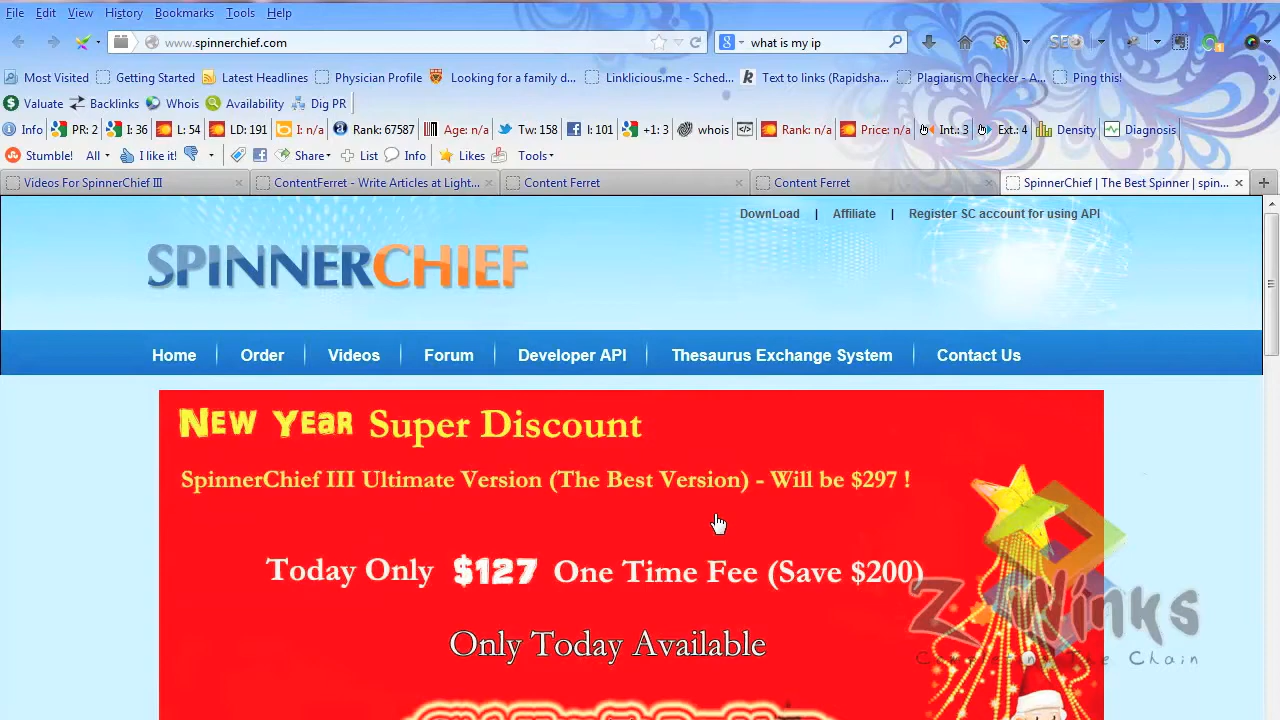 File Edit View History Bookmarks Tools Help
www.spinnerchief.com what is my ip
Most Visited Getting Started Latest Headlines Physician Profile Looking for a family d... Linklicious.me - Sched... Text to links (Rapidsha... Plagiarism Checker - A... Ping this!
Valuate Backlinks Whois Availability Dig PR
Info PR: 2 I: 36 L: 54 LD: 191 I: n/a Rank: 67587 Age: n/a Tw: 158 I: 101 +1: 3 whois Rank: n/a Price: n/a Int.: 3 Ext.: 4 Density Diagnosis
Stumble! All I like it! Share List Info Likes Tools
Videos For SpinnerChief III ContentFerret - Write Articles at Light... Content Ferret Content Ferret SpinnerChief | The Best Spinner | spin...
DownLoad | Affiliate | Register SC account for using API
SPINNERCHIEF
Home Order Videos Forum Developer API Thesaurus Exchange System Contact Us
New Year Super Discount
SpinnerChief III Ultimate Version (The Best Version) - Will be $297 !
Today Only $127 One Time Fee (Save $200)
Z Winks
Completing The Chain
Only Today Available